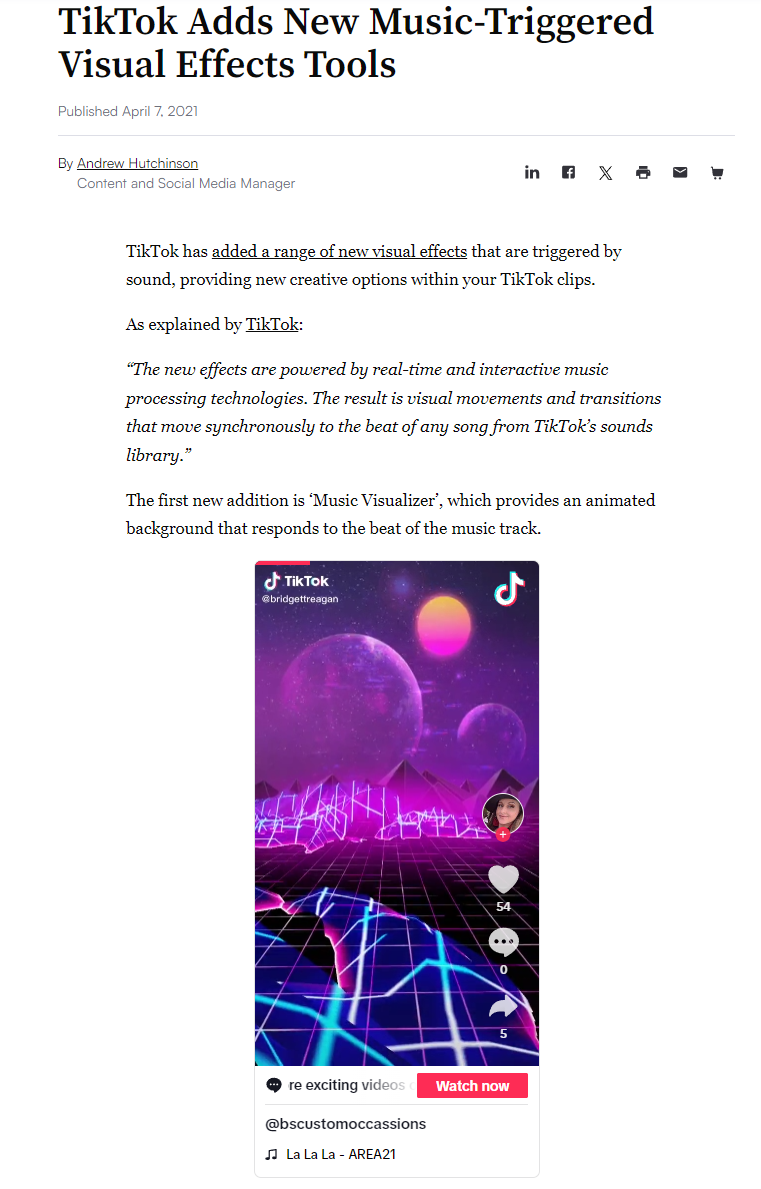 TikTok Adds New Music-Triggered
Visual Effects Tools
Published April 7, 2021
By Andrew Hutchinson
Content and Social Media Manager
TikTok has added a range of new visual effects that are triggered by
sound, providing new creative options within your TikTok clips.
As explained by TikTok:
“The new effects are powered by real-time and interactive music
processing technologies. The result is visual movements and transitions
that move synchronously to the beat of any song from TikTok’s sounds
library.”
The first new addition is ‘Music Visualizer’, which provides an animated
background that responds to the beat of the music track.
TikTok
@bridgettreagan
54
0
5
re exciting videos
Watch now
@bscustomoccassions
La La La - AREA21